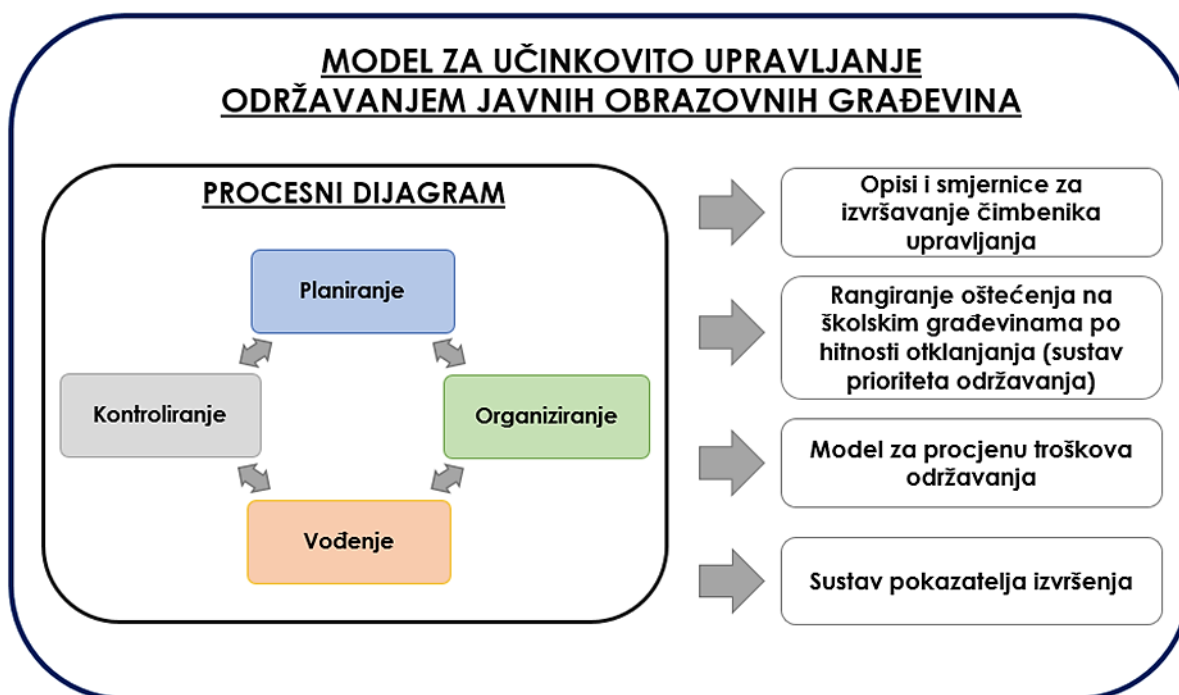 MODEL ZA UČINKOVITO UPRAVLJANJE
ODRŽAVANJEM JAVNIH OBRAZOVNIH GRAĐEVINA
PROCESNI DIJAGRAM
Planiranje
Kontroliranje
Organiziranje
Vođenje
Opisi i smjernice za
izvršavanje čimbenika
upravljanja
Rangiranje oštećenja na
školskim građevinama po
hitnosti otklanjanja (sustav
prioriteta održavanja)
Model za procjenu troškova
održavanja
Sustav pokazatelja izvršenja